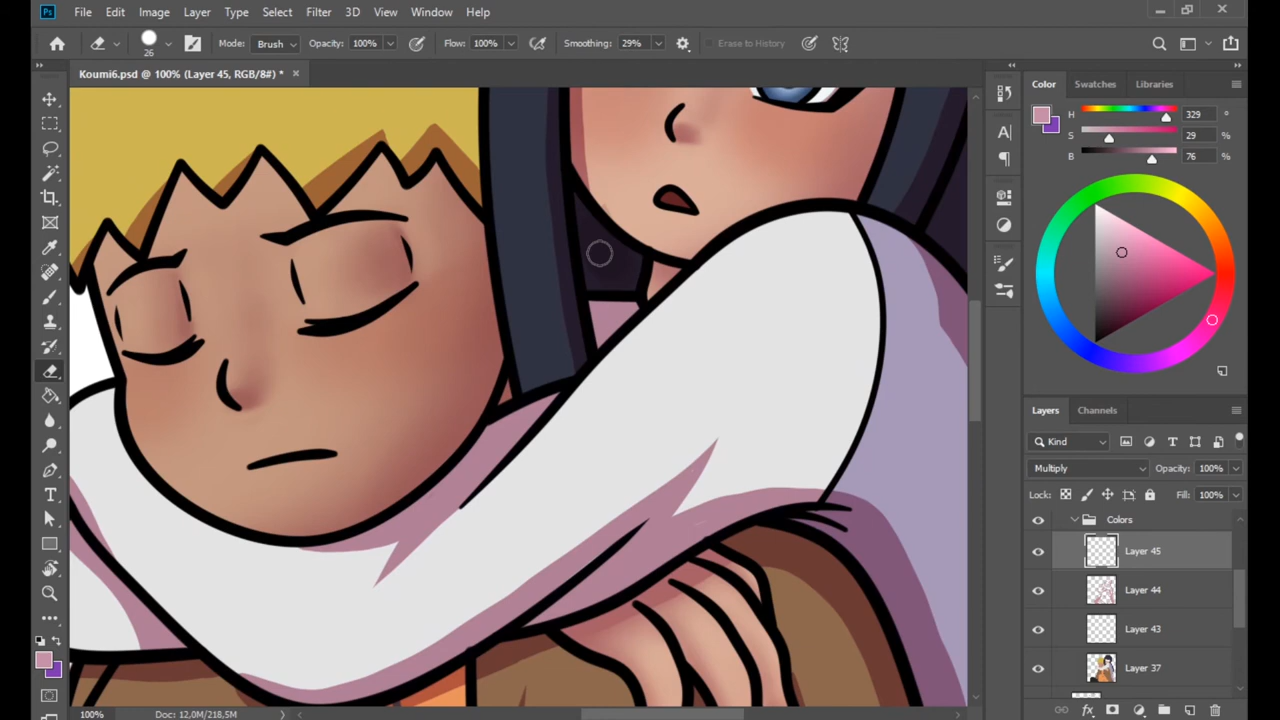 Ps File Edit Image Layer Type Select Filter 3D View Window Help
26 Mode: Brush Opacity: 100% Flow: 100% Smoothing: 29% Erase to History
Koumi6.psd @ 100% (Layer 45, RGB/8#) *
Color Swatches Libraries
H 329 °
S 29 %
B 76 %
Layers Channels
Kind
Multiply Opacity: 100%
Lock: Fill: 100%
Colors
Layer 45
Layer 44
Layer 43
Layer 37
100% Doc: 12,0M/218,5M